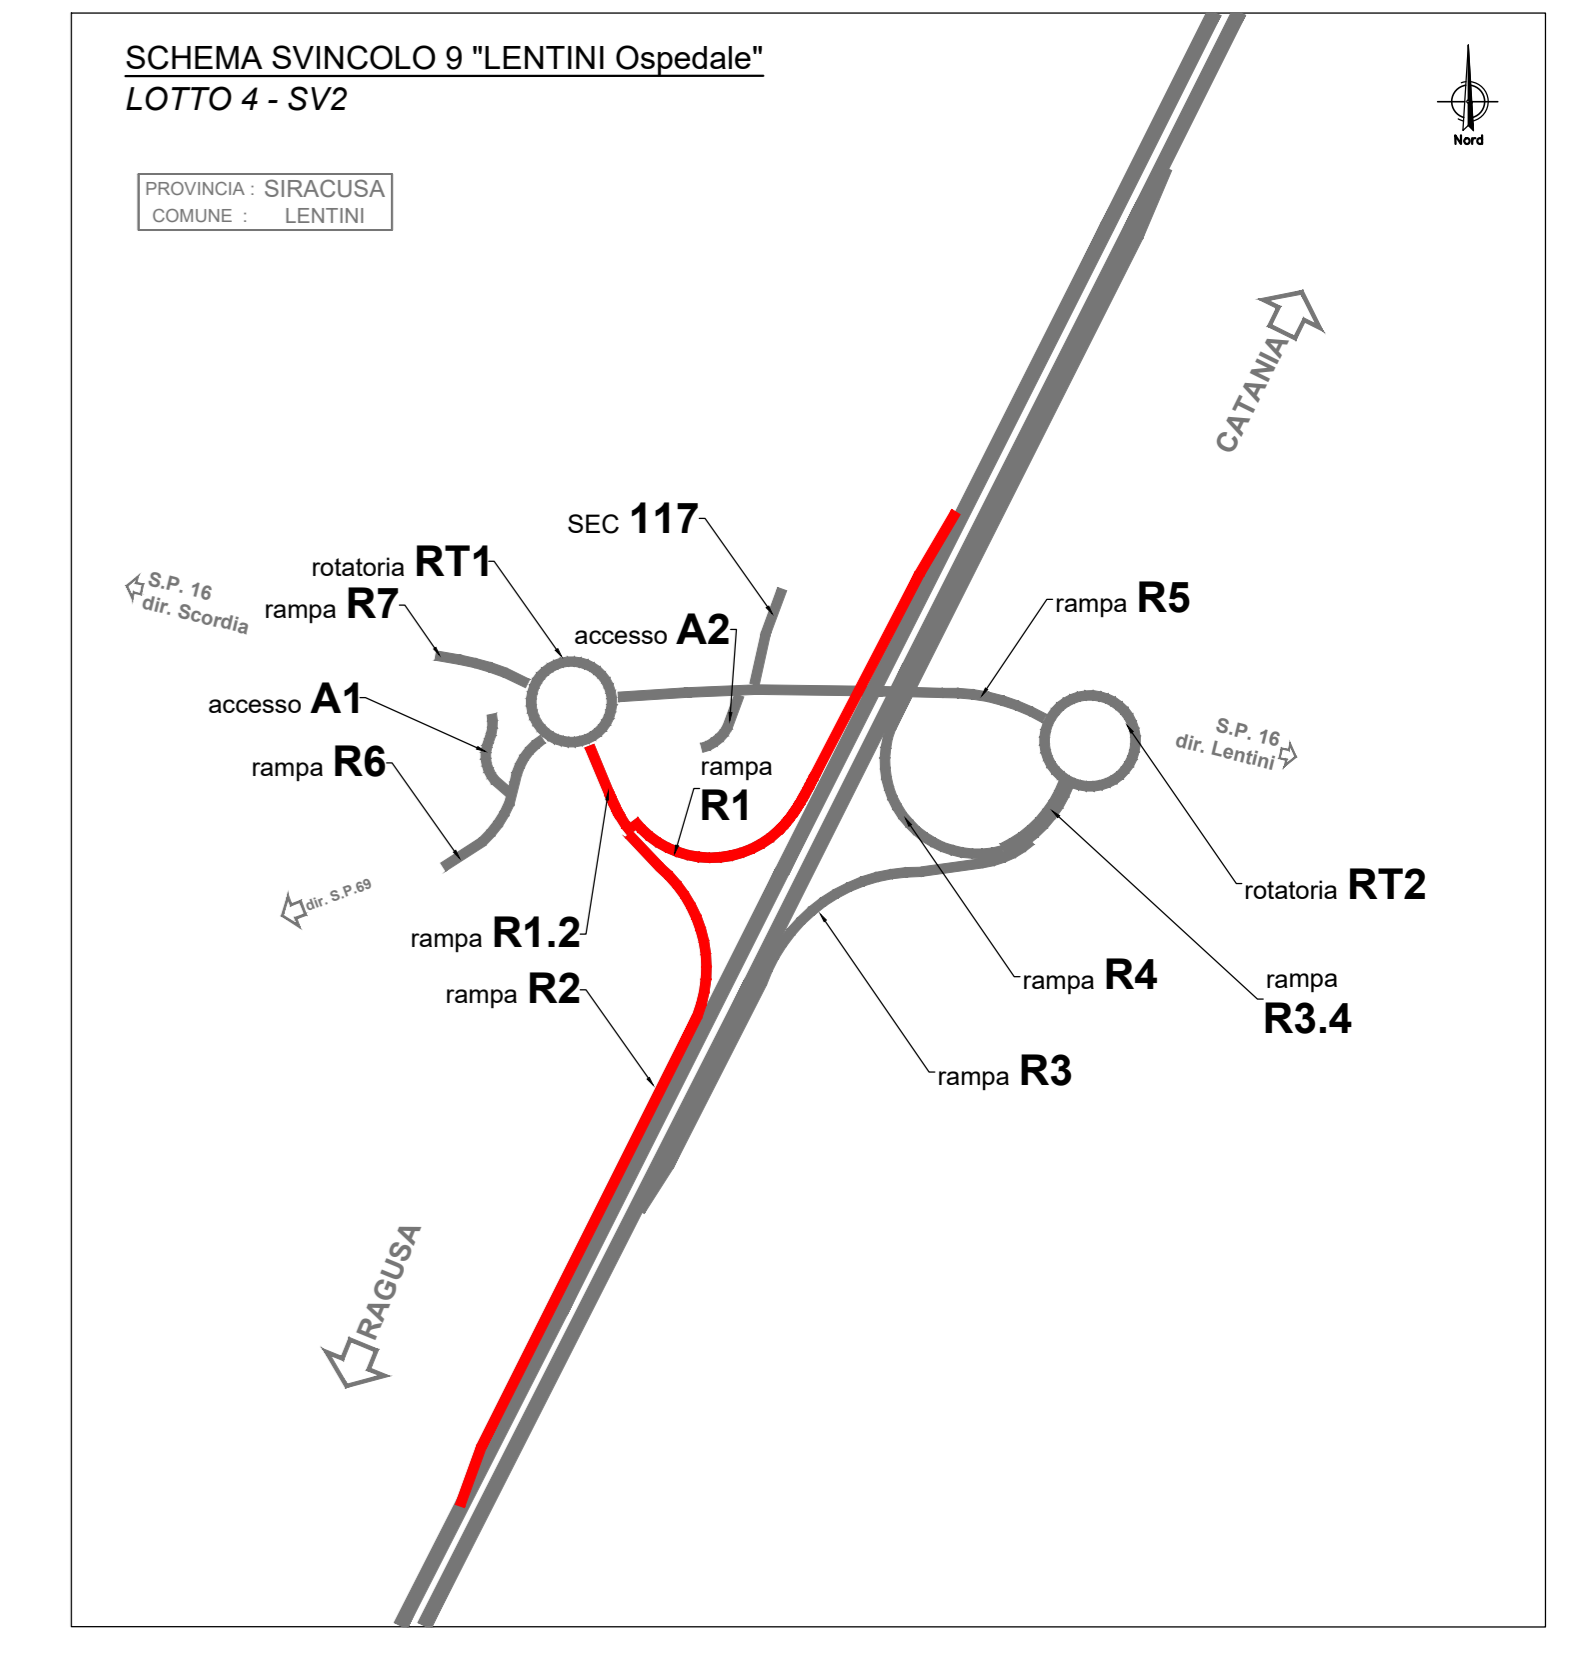 SCHEMA SVINCOLO 9 "LENTINI Ospedale"
LOTTO 4 - SV2
Nord
PROVINCIA : SIRACUSA
COMUNE : LENTINI
CATANIA
SEC 117
rotatoria RT1
S.P. 16
dir. Scordia
rampa R7
rampa R5
accesso A2
accesso A1
S.P. 16
dir. Lentini
rampa R6
rampa
R1
dir. S.P.69
rotatoria RT2
rampa R1.2
rampa R4
rampa
R3.4
rampa R2
rampa R3
RAGUSA